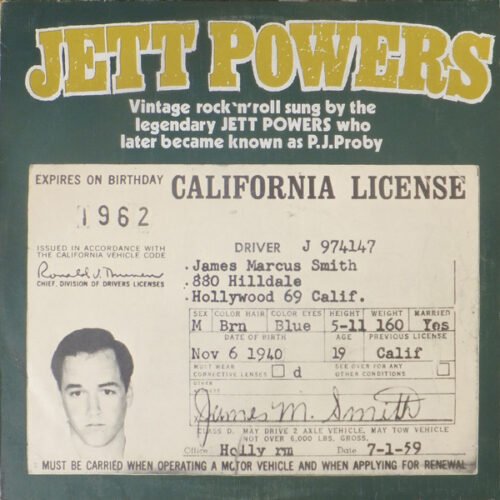 JETT POWERS
Vintage rock 'n' roll sung by the
legendary JETT POWERS who
later became known as P.J.Proby
EXPIRES ON BIRTHDAY
1962
CALIFORNIA LICENSE
ISSUED IN ACCORDANCE WITH
THE CALIFORNIA VEHICLE CODE
CHIEF, DIVISION OF DRIVERS LICENSES
DRIVER J 974147
James Marcus Smith
880 Hilldale
Hollywood 69 Calif.
SEX COLOR HAIR COLOR EYES HEIGHT WEIGHT MARRIED
M Brn Blue 5-11 160 Yes
DATE OF BIRTH AGE PREVIOUS LICENSE
Nov 6 1940 19 Calif
MUST WEAR
CORRECTIVE LENSES d
SEE OVER FOR ANY
OTHER CONDITIONS
OTHER
James M. Smith
CLASS D. MAY DRIVE 2 AXLE VEHICLE, MAY TOW VEHICLE
NOT OVER 6,000 LBS. GROSS.
Office Holly rm Date 7-1-59
MUST BE CARRIED WHEN OPERATING A MOTOR VEHICLE AND WHEN APPLYING FOR RENEWAL